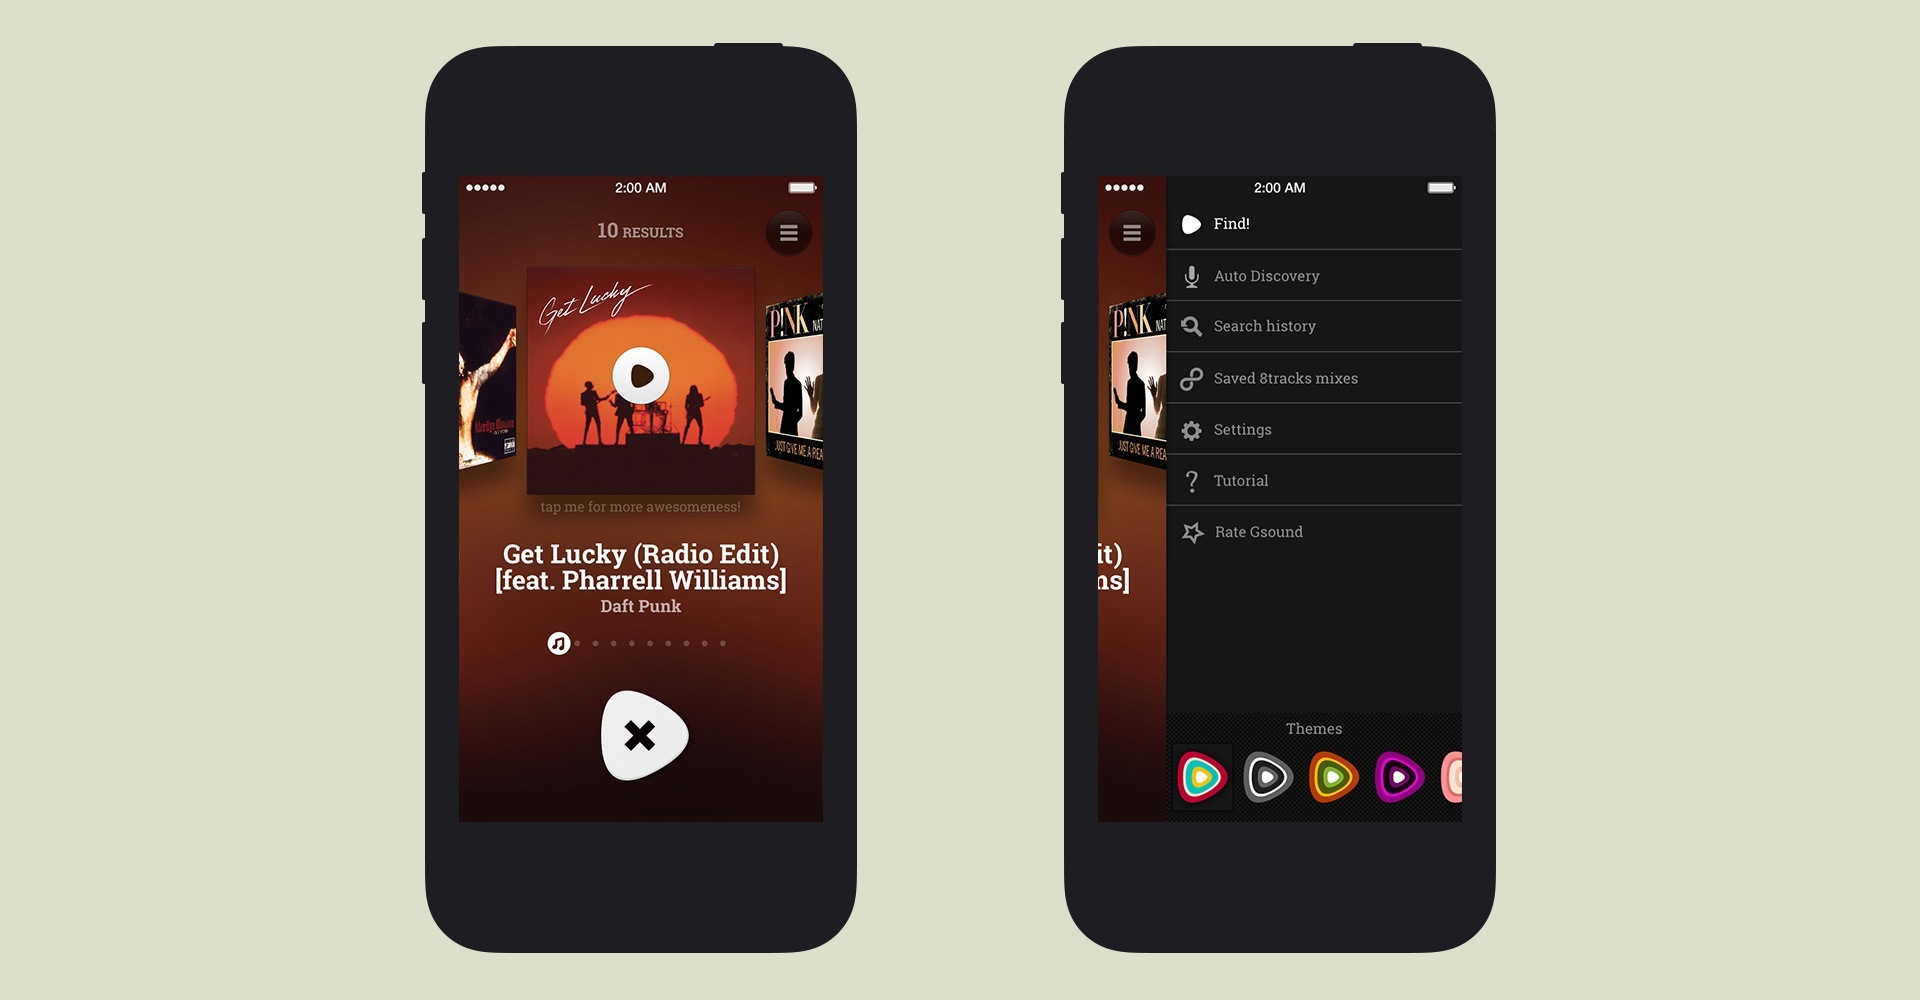 2:00 AM
10 RESULTS
Get Lucky
P!NK NAT
JUST GIVE ME A REA
tap me for more awesomeness!
Get Lucky (Radio Edit)
[feat. Pharrell Williams]
Daft Punk
2:00 AM
Find!
Auto Discovery
P!NK NAT
Search history
Saved 8tracks mixes
Settings
JUST GIVE ME A REA
Tutorial
Rate Gsound
it)
ns]
Themes